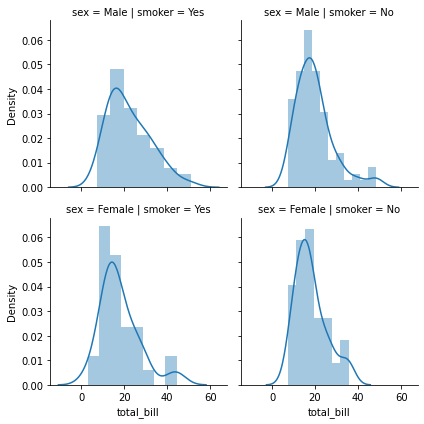 sex = Male | smoker = Yes
sex = Male | smoker = No
0.06
0.05
0.04
0.03
0.02
0.01
0.00
Density
sex = Female | smoker = Yes
sex = Female | smoker = No
0.06
0.05
0.04
0.03
0.02
0.01
0.00
Density
0 20 40 60
0 20 40 60
total_bill
total_bill